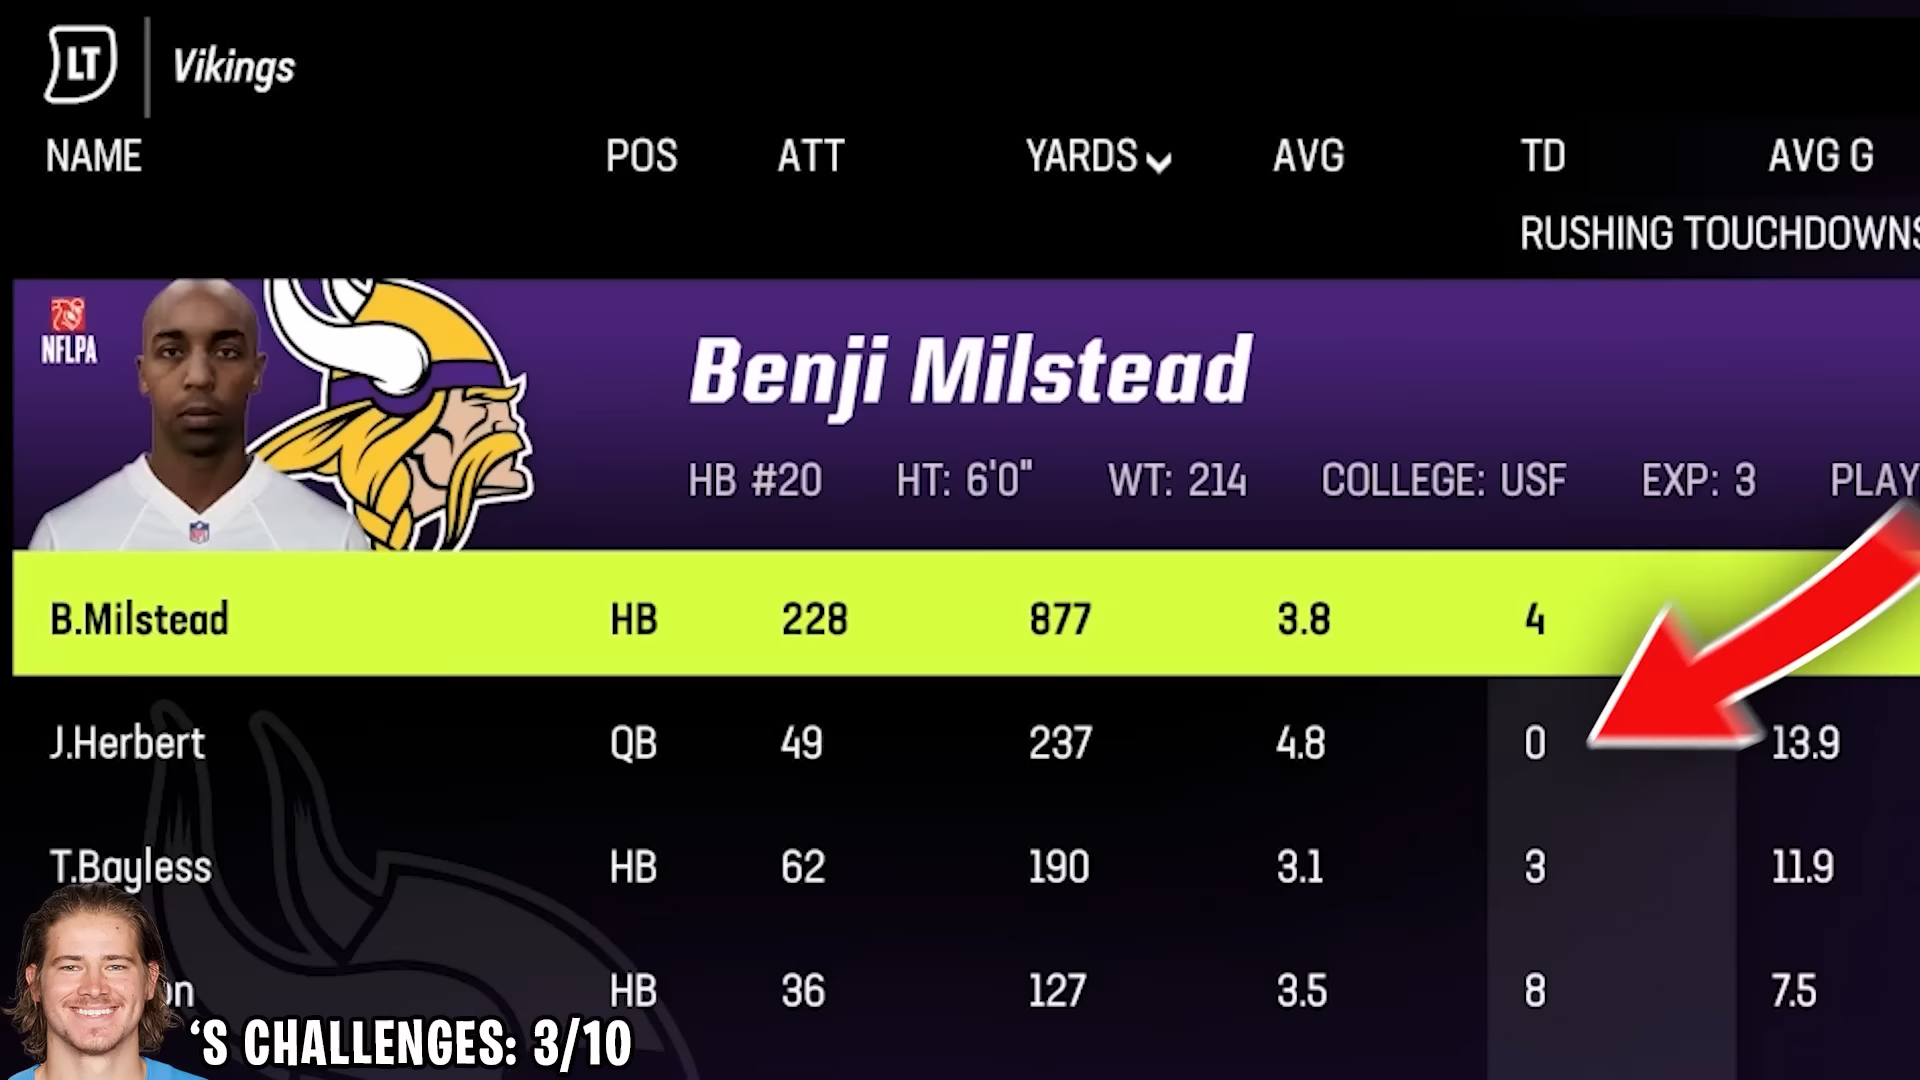 LT Vikings
NAME POS ATT YARDS AVG TD AVG G
RUSHING TOUCHDOWNS
NFLPA
Benji Milstead
HB #20 HT: 6'0" WT: 214 COLLEGE: USF EXP: 3
B.Milstead HB 228 877 3.8 4
J.Herbert QB 49 237 4.8 0 13.9
T.Bayless HB 62 190 3.1 3 11.9
HB 36 127 3.5 8 7.5
‘S CHALLENGES: 3/10